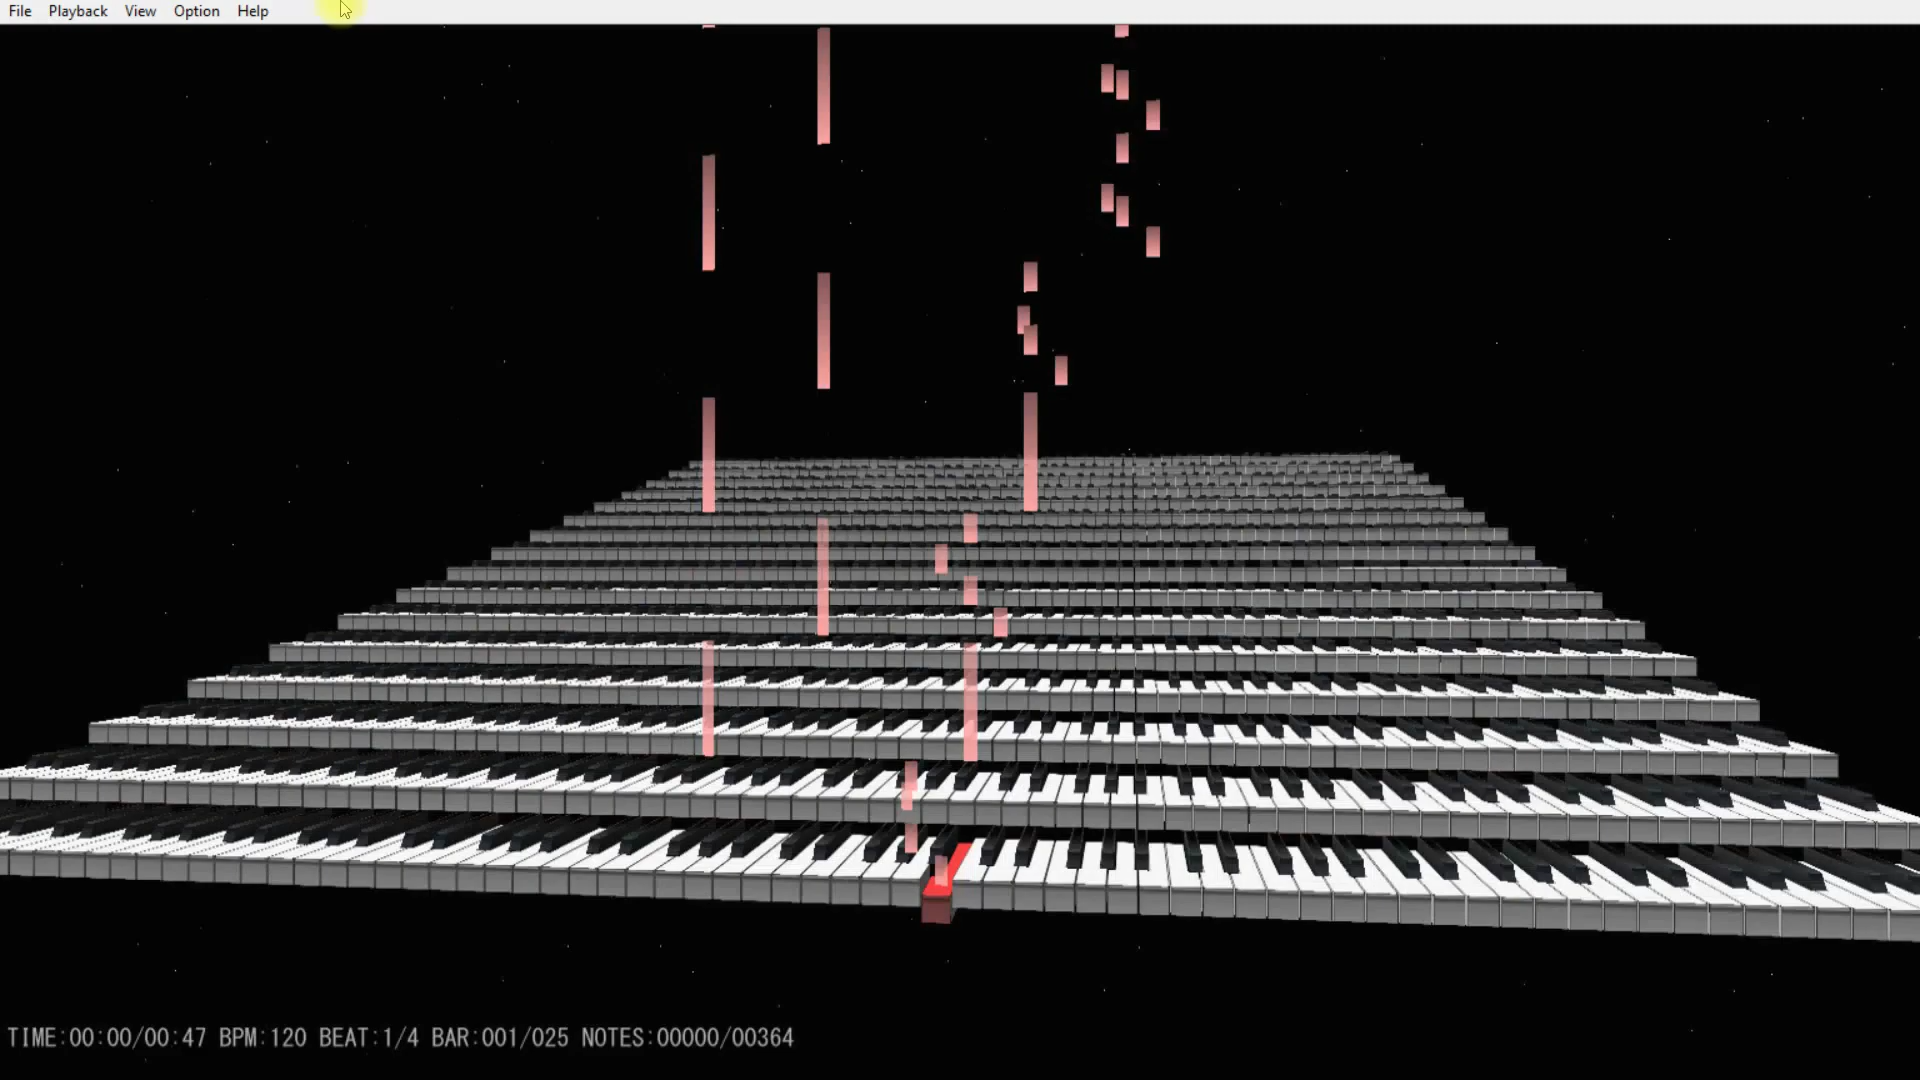 File Playback View Option Help
TIME:00:00/00:47 BPM:120 BEAT:1/4 BAR:001/025 NOTES:00000/00364